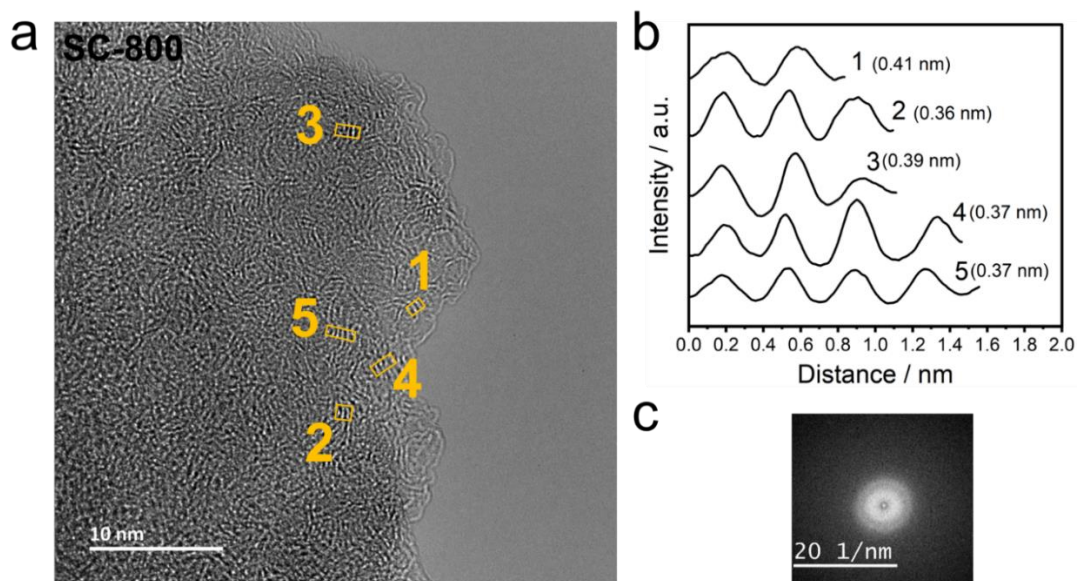 a
SC-800
3
1
5
4
2
10 nm
b
Intensity / a.u.
1 (0.41 nm)
2 (0.36 nm)
3 (0.39 nm)
4 (0.37 nm)
5 (0.37 nm)
0.0 0.2 0.4 0.6 0.8 1.0 1.2 1.4 1.6 1.8 2.0
Distance / nm
c
20 1/nm